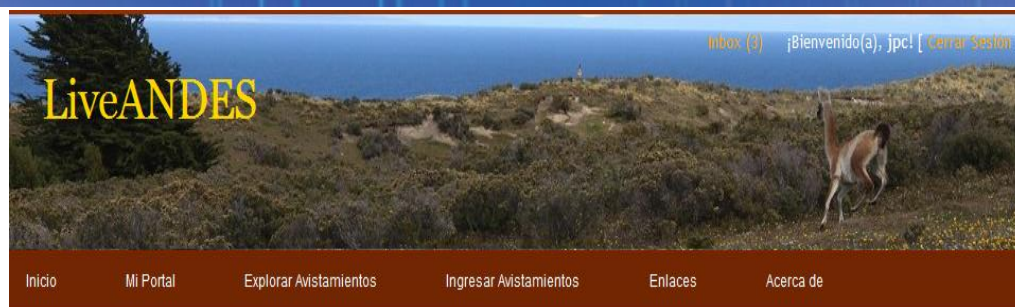 Inbox (3) ¡Bienvenido(a), jpc! [ Cerrar Sesión
LiveANDES
Inicio Mi Portal Explorar Avistamientos Ingresar Avistamientos Enlaces Acerca de